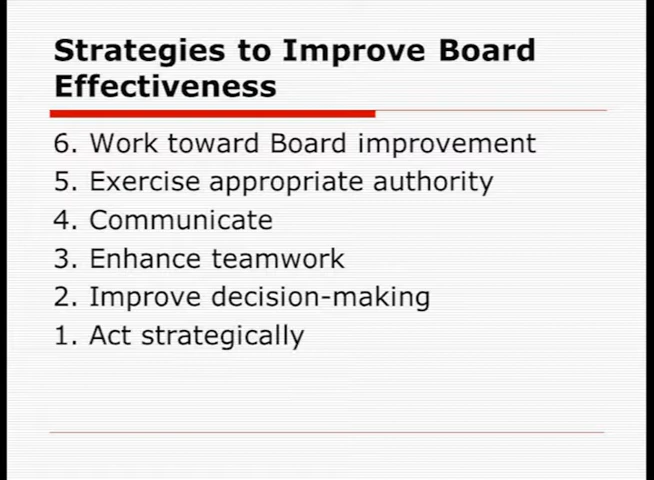 Strategies to Improve Board
Effectiveness
6. Work toward Board improvement
5. Exercise appropriate authority
4. Communicate
3. Enhance teamwork
2. Improve decision-making
1. Act strategically